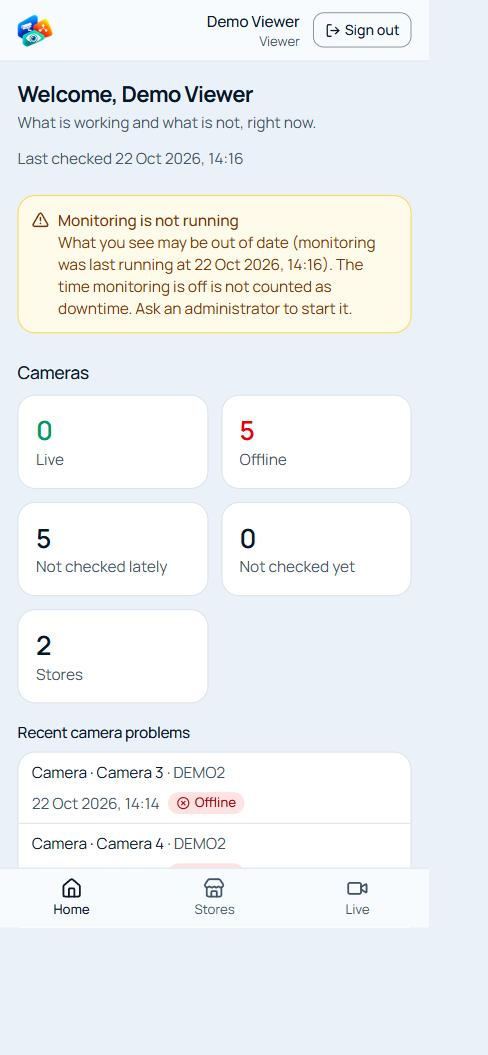 Demo Viewer
Viewer
Sign out
Welcome, Demo Viewer
What is working and what is not, right now.
Last checked 22 Oct 2026, 14:16
Monitoring is not running
What you see may be out of date (monitoring
was last running at 22 Oct 2026, 14:16). The
time monitoring is off is not counted as
downtime. Ask an administrator to start it.
Cameras
0
Live
5
Offline
5
Not checked lately
0
Not checked yet
2
Stores
Recent camera problems
Camera · Camera 3 · DEMO2
22 Oct 2026, 14:14 Offline
Camera · Camera 4 · DEMO2
Home
Stores
Live